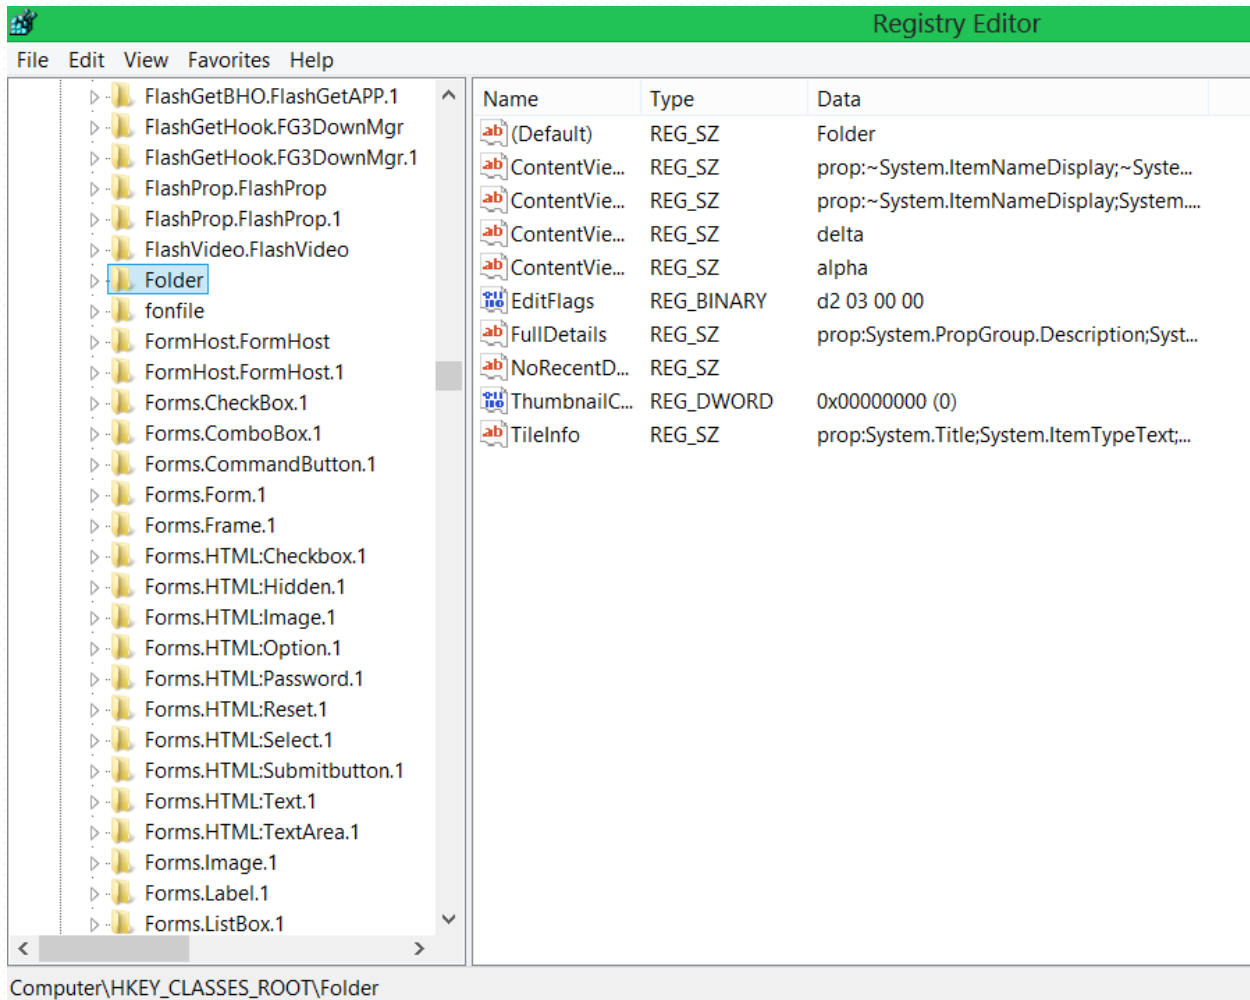 Registry Editor
File Edit View Favorites Help
FlashGetBHO.FlashGetAPP.1
FlashGetHook.FG3DownMgr
FlashGetHook.FG3DownMgr.1
FlashProp.FlashProp
FlashProp.FlashProp.1
FlashVideo.FlashVideo
Folder
fonfile
FormHost.FormHost
FormHost.FormHost.1
Forms.CheckBox.1
Forms.ComboBox.1
Forms.CommandButton.1
Forms.Form.1
Forms.Frame.1
Forms.HTML:Checkbox.1
Forms.HTML:Hidden.1
Forms.HTML:Image.1
Forms.HTML:Option.1
Forms.HTML:Password.1
Forms.HTML:Reset.1
Forms.HTML:Select.1
Forms.HTML:Submitbutton.1
Forms.HTML:Text.1
Forms.HTML:TextArea.1
Forms.Image.1
Forms.Label.1
Forms.ListBox.1
Name Type Data
(Default) REG_SZ Folder
ContentVie... REG_SZ prop:~System.ItemNameDisplay;~Syste...
ContentVie... REG_SZ prop:~System.ItemNameDisplay;System....
ContentVie... REG_SZ delta
ContentVie... REG_SZ alpha
EditFlags REG_BINARY d2 03 00 00
FullDetails REG_SZ prop:System.PropGroup.Description;Syst...
NoRecentD... REG_SZ
ThumbnailC... REG_DWORD 0x00000000 (0)
TileInfo REG_SZ prop:System.Title;System.ItemTypeText;...
Computer\HKEY_CLASSES_ROOT\Folder